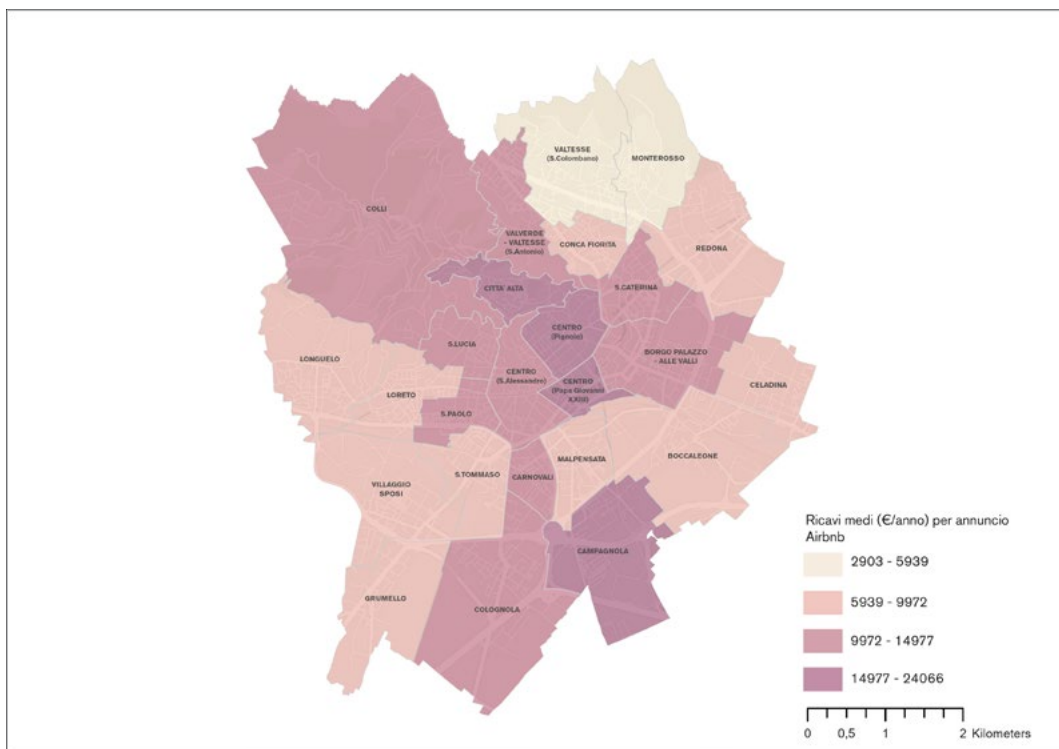 VALTESSE
(S.Colombano)
MONTEROSSO
COLLI
VALVERDE
- VALTESSE
(S.Antonio)
CONCA FIORITA
REDONA
CITTA' ALTA
S.CATERINA
CENTRO
(Pignolo)
S.LUCIA
BORGO PALAZZO
- ALLE VALLI
LONGUELO
CENTRO
(S.Alessandro)
CENTRO
(Papa Giovanni
XXIII)
CELADINA
LORETO
S.PAOLO
BOCCALEONE
MALPENSATA
S.TOMMASO
CARNOVALI
VILLAGGIO
SPOSI
CAMPAGNOLA
GRUMELLO
COLOGNOLA
Ricavi medi (€/anno) per annuncio
Airbnb
2903 - 5939
5939 - 9972
9972 - 14977
14977 - 24066
0 0,5 1 2 Kilometers